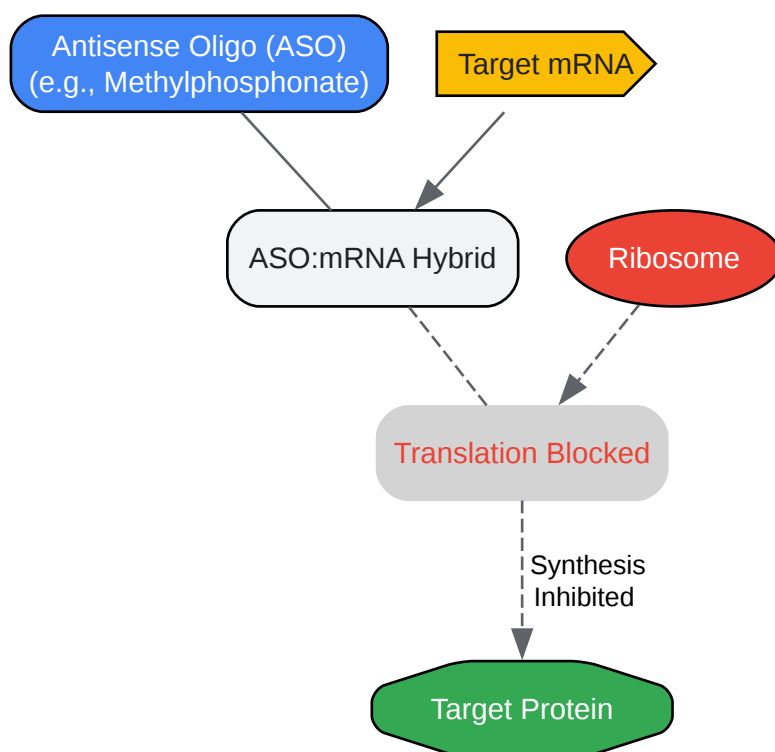 Antisense Oligo (ASO)
(e.g., Methylphosphonate)
Target mRNA
ASO:mRNA Hybrid
Ribosome
Translation Blocked
Synthesis
Inhibited
Target Protein